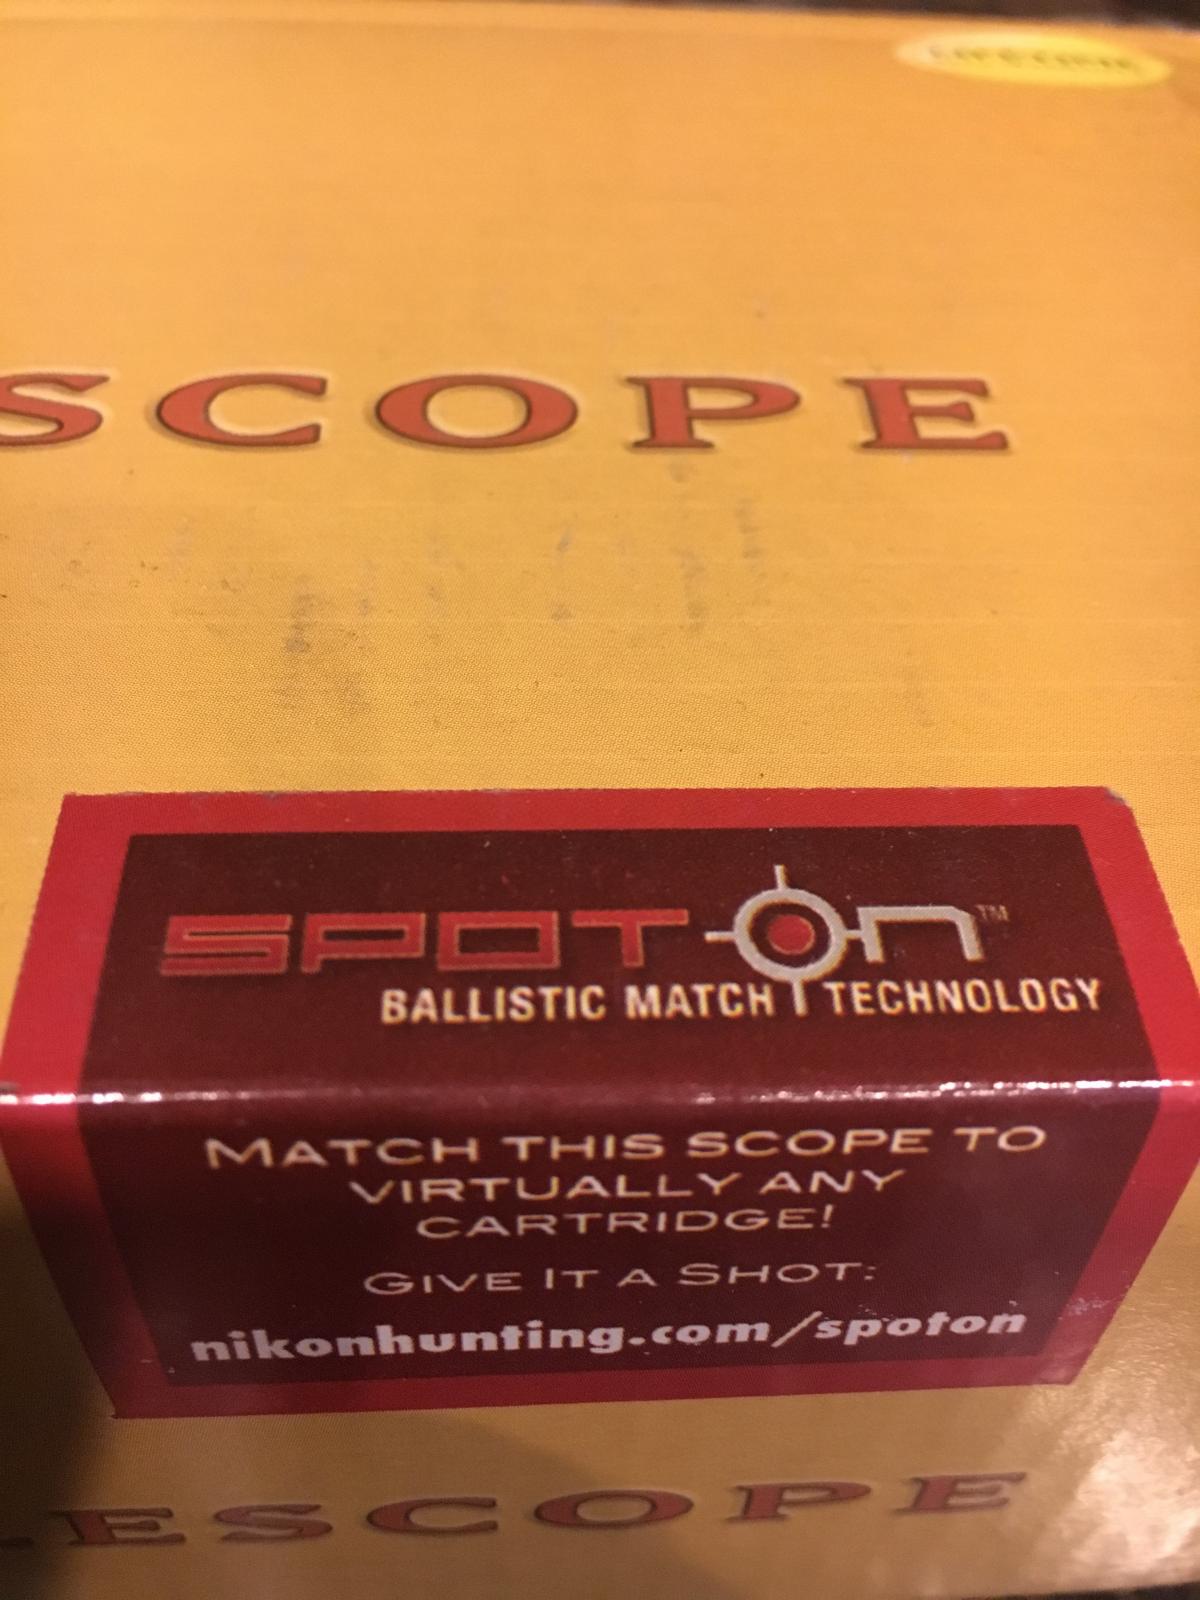 SCOPE
SPOT-On™
BALLISTIC MATCH TECHNOLOGY
MATCH THIS SCOPE TO
VIRTUALLY ANY
CARTRIDGE!
GIVE IT A SHOT:
nikonhunting.com/spoton
ESCOPE